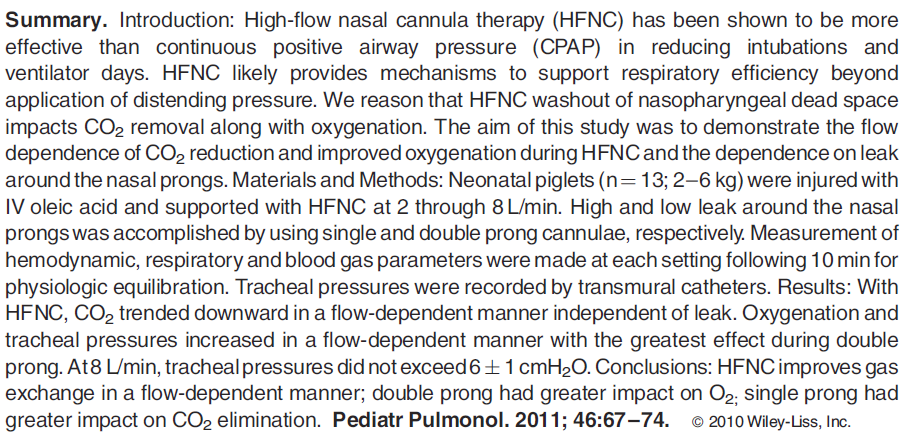 Summary. Introduction: High-flow nasal cannula therapy (HFNC) has been shown to be more
effective than continuous positive airway pressure (CPAP) in reducing intubations and
ventilator days. HFNC likely provides mechanisms to support respiratory efficiency beyond
application of distending pressure. We reason that HFNC washout of nasopharyngeal dead space
impacts CO₂ removal along with oxygenation. The aim of this study was to demonstrate the flow
dependence of CO₂ reduction and improved oxygenation during HFNC and the dependence on leak
around the nasal prongs. Materials and Methods: Neonatal piglets (n = 13; 2–6 kg) were injured with
IV oleic acid and supported with HFNC at 2 through 8 L/min. High and low leak around the nasal
prongs was accomplished by using single and double prong cannulae, respectively. Measurement of
hemodynamic, respiratory and blood gas parameters were made at each setting following 10 min for
physiologic equilibration. Tracheal pressures were recorded by transmural catheters. Results: With
HFNC, CO₂ trended downward in a flow-dependent manner independent of leak. Oxygenation and
tracheal pressures increased in a flow-dependent manner with the greatest effect during double
prong. At 8 L/min, tracheal pressures did not exceed 6 ± 1 cmH₂O. Conclusions: HFNC improves gas
exchange in a flow-dependent manner; double prong had greater impact on O₂; single prong had
greater impact on CO₂ elimination. Pediatr Pulmonol. 2011; 46:67–74. © 2010 Wiley-Liss, Inc.